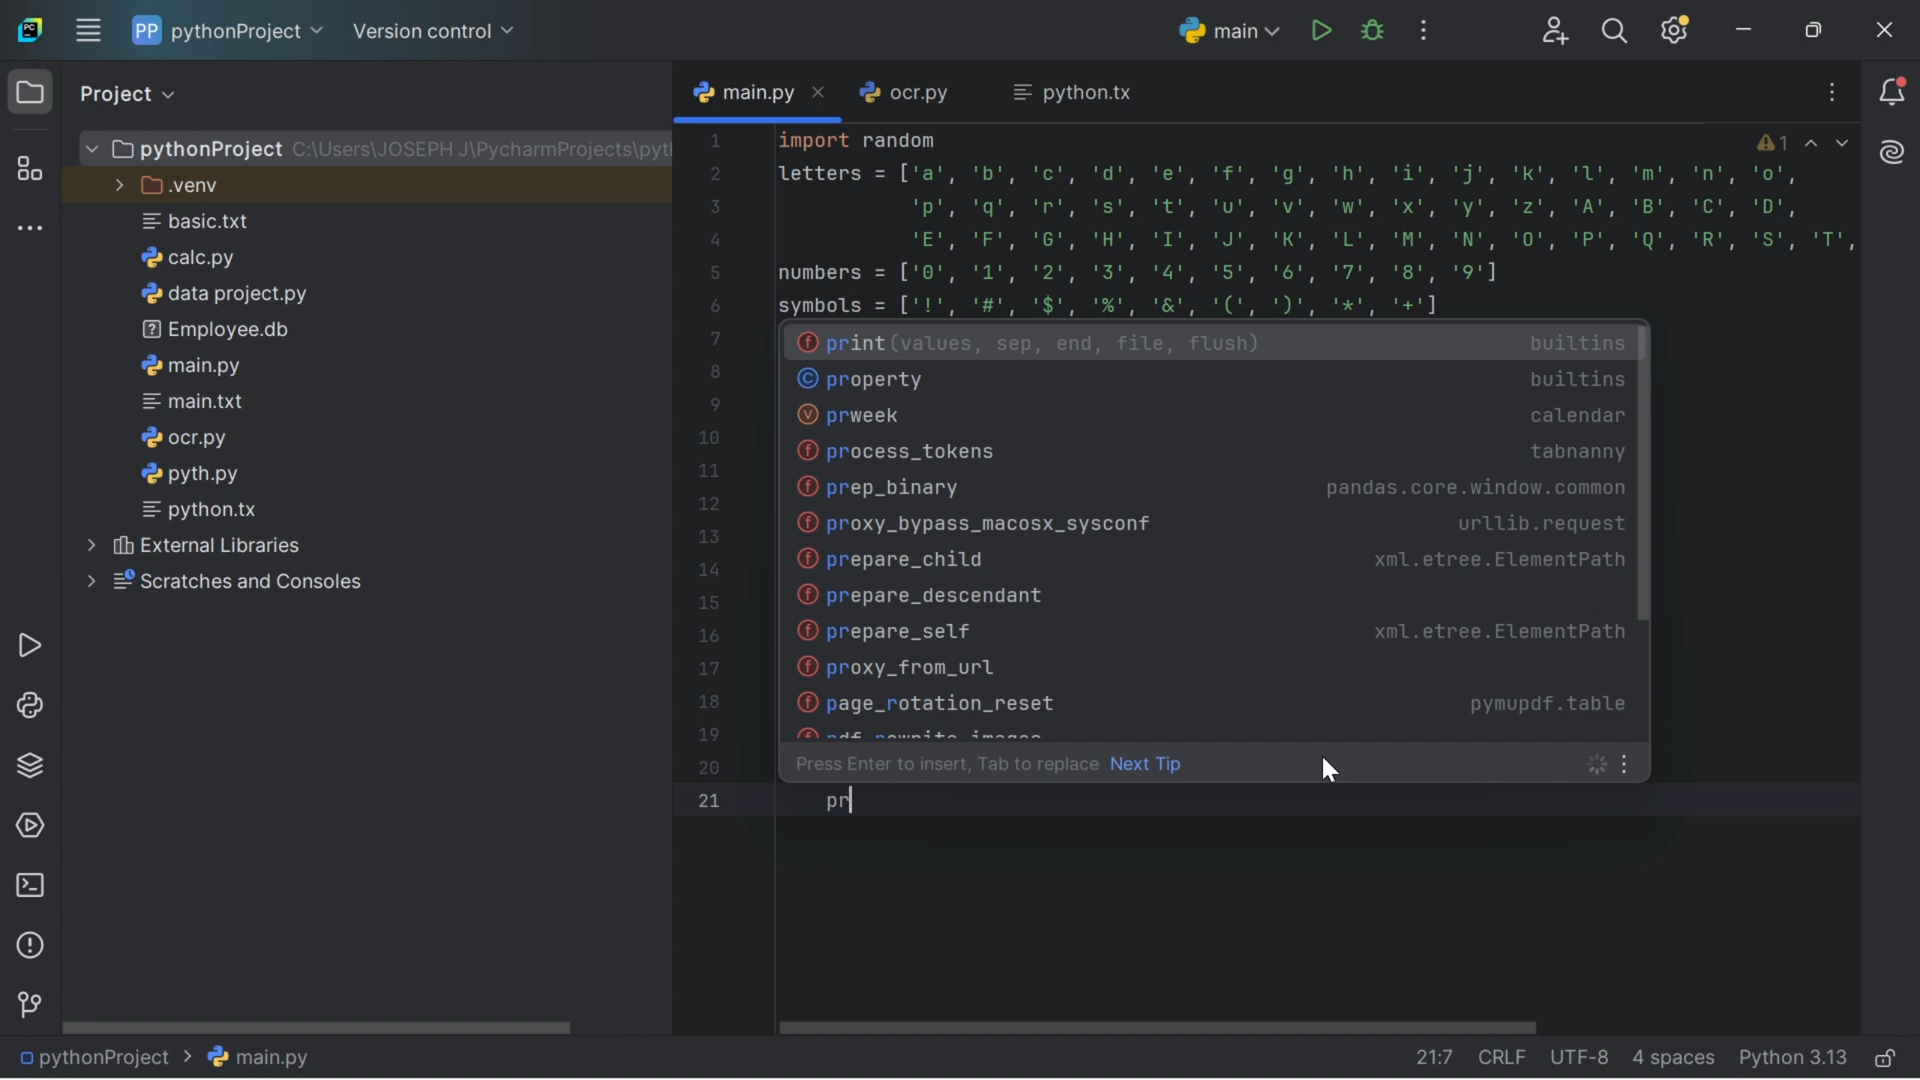 PP pythonProject Version control main
Project
main.py ocr.py python.tx
pythonProject C:\Users\JOSEPH J\PycharmProjects\pyt
.venv
basic.txt
calc.py
data project.py
Employee.db
main.py
main.txt
ocr.py
pyth.py
python.tx
External Libraries
Scratches and Consoles
1 import random
1
2 letters = ['a', 'b', 'c', 'd', 'e', 'f', 'g', 'h', 'i', 'j', 'k', 'l', 'm', 'n', 'o',
3 'p', 'q', 'r', 's', 't', 'u', 'v', 'w', 'x', 'y', 'z', 'A', 'B', 'C', 'D',
4 'E', 'F', 'G', 'H', 'I', 'J', 'K', 'L', 'M', 'N', 'O', 'P', 'Q', 'R', 'S', 'T',
5 numbers = ['0', '1', '2', '3', '4', '5', '6', '7', '8', '9']
6 symbols = ['!', '#', '$', '%', '&', '(', ')', '*', '+']
7
8
9
10
11
12
13
14
15
16
17
18
19
20
print(values, sep, end, file, flush) builtins
property builtins
prweek calendar
process_tokens tabnanny
prep_binary pandas.core.window.common
proxy_bypass_macosx_sysconf urllib.request
prepare_child xml.etree.ElementPath
prepare_descendant
prepare_self xml.etree.ElementPath
proxy_from_url
page_rotation_reset pymupdf.table
Press Enter to insert, Tab to replace Next Tip
21 pr
pythonProject > main.py
21:7 CRLF UTF-8 4 spaces Python 3.13